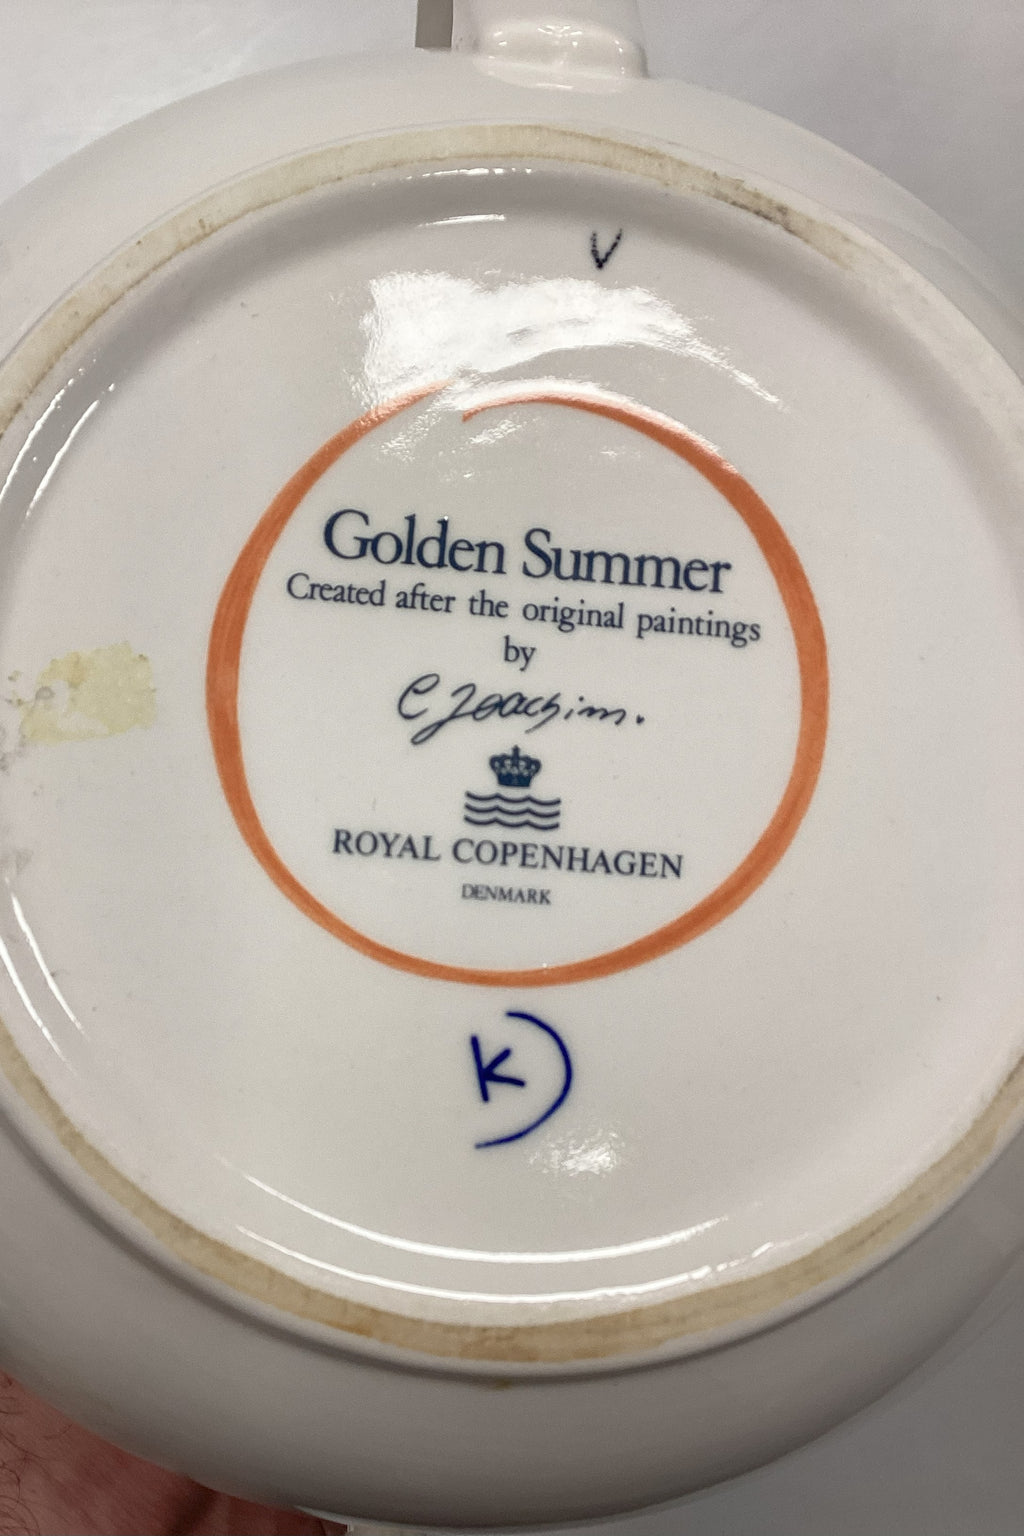 V
Golden Summer
Created after the original paintings
by
C Joachim.
ROYAL COPENHAGEN
DENMARK
K